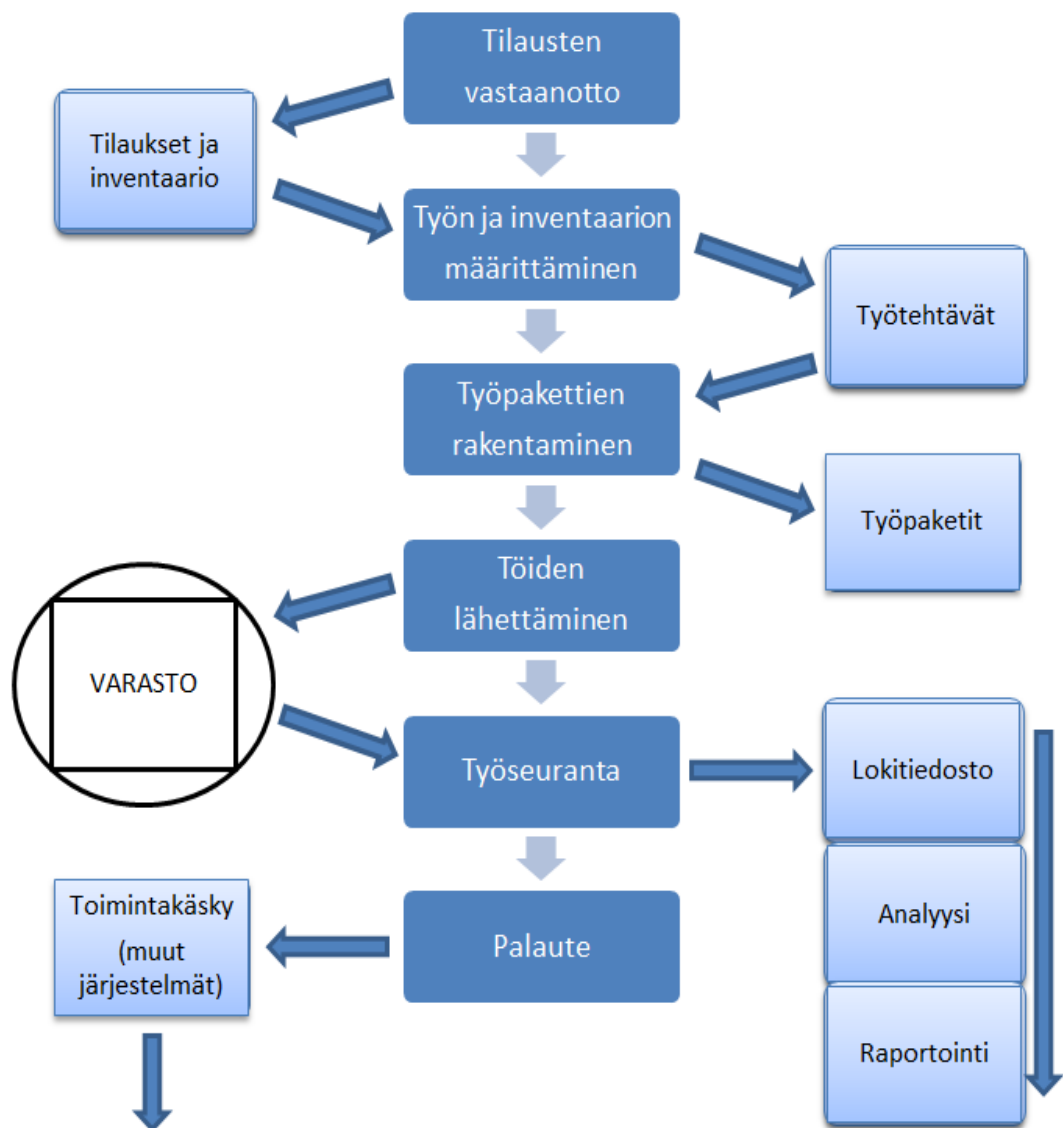 Tilausten
vastaanotto
Tilaukset ja
inventaario
Työn ja inventaarion
määrittäminen
Työtehtävät
Työpakettien
rakentaminen
Työpaketit
Töiden
lähettäminen
VARASTO
Työseuranta
Lokitiedosto
Analyysi
Raportointi
Palaute
Toimintakäsky
(muut
järjestelmät)